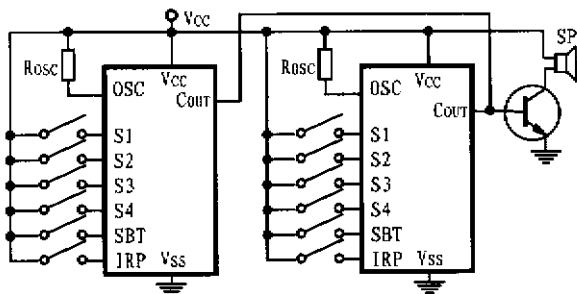 VCC
SP
ROSC
VCC
OSC
COUT
S1
S2
S3
S4
SBT
VSS
IRP
ROSC
VCC
OSC
COUT
S1
S2
S3
S4
SBT
VSS
IRP